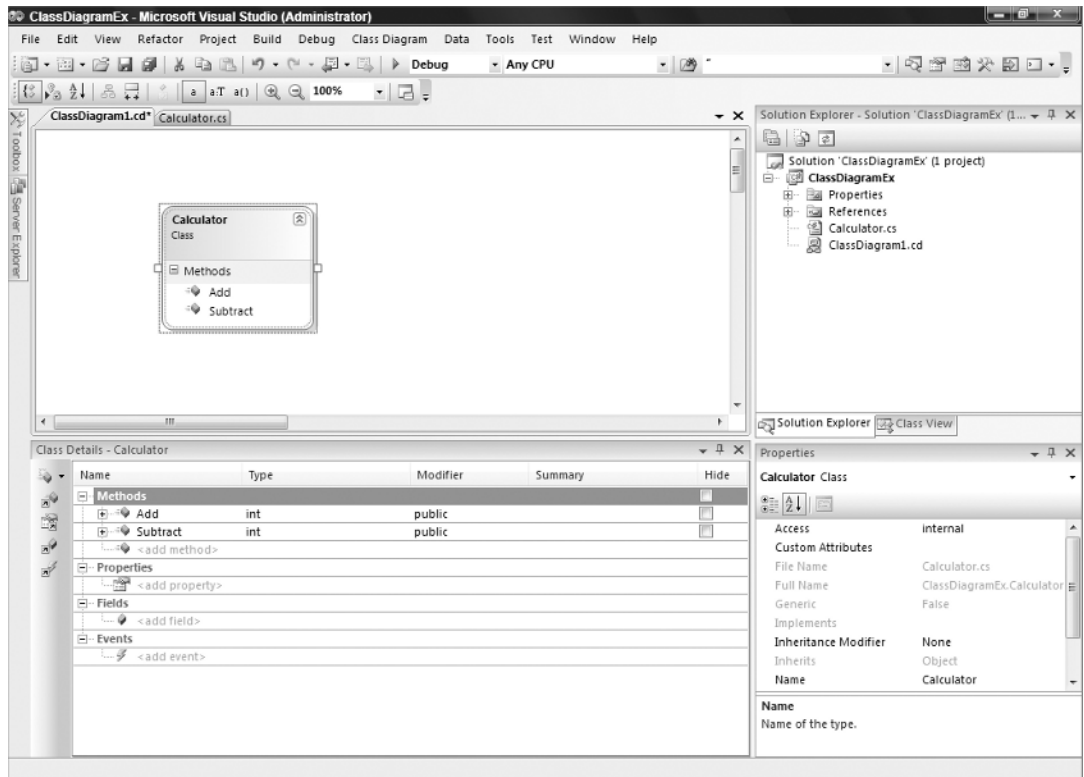 ClassDiagramEx - Microsoft Visual Studio (Administrator)
File Edit View Refactor Project Build Debug Class Diagram Data Tools Test Window Help
Debug Any CPU
a a:T a() 100%
Toolbox
Server Explorer
ClassDiagram1.cd* Calculator.cs
Calculator
Class
Methods
Add
Subtract
Solution Explorer - Solution 'ClassDiagramEx' (1...
Solution 'ClassDiagramEx' (1 project)
ClassDiagramEx
Properties
References
Calculator.cs
ClassDiagram1.cd
Solution Explorer Class View
Class Details - Calculator
Name Type Modifier Summary Hide
Methods
Add int public
Subtract int public
<add method>
Properties
<add property>
Fields
<add field>
Events
<add event>
Properties
Calculator Class
Access internal
Custom Attributes
File Name Calculator.cs
Full Name ClassDiagramEx.Calculator
Generic False
Implements
Inheritance Modifier None
Inherits Object
Name Calculator
Name
Name of the type.